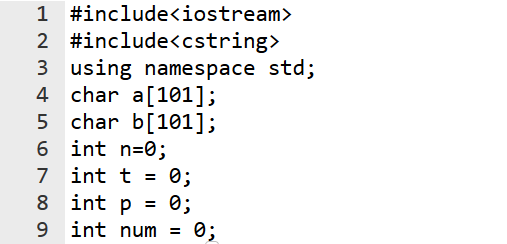 1 #include<iostream>
2 #include<cstring>
3 using namespace std;
4 char a[101];
5 char b[101];
6 int n=0;
7 int t = 0;
8 int p = 0;
9 int num = 0;